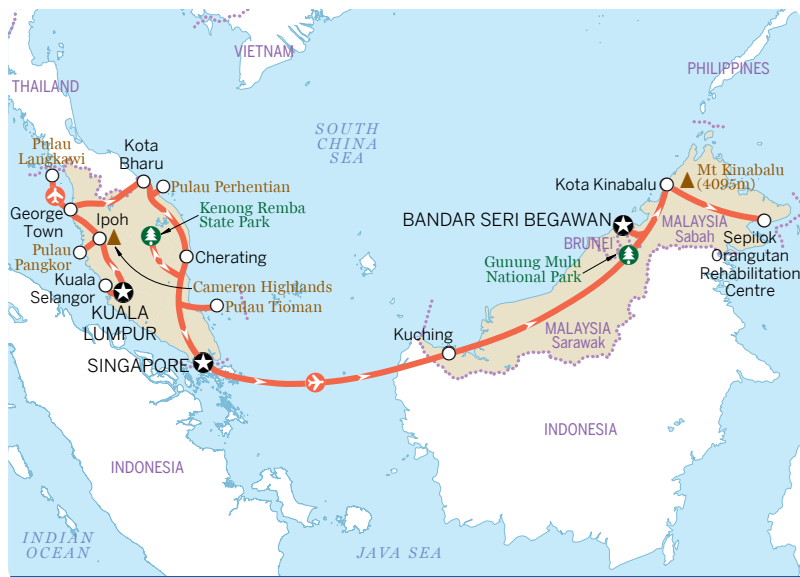 VIETNAM
PHILIPPINES
THAILAND
SOUTH
CHINA
SEA
Pulau
Langkawi
Kota
Bharu
Pulau Perhentian
Mt Kinabalu
(4095m)
Kota Kinabalu
George
Town
Ipoh
Kenong Remba
State Park
BANDAR SERI BEGAWAN
MALAYSIA
Sabah
BRUNEI
Sepilok
Orangutan
Rehabilitation
Centre
Pulau
Pangkor
Cherating
Gunung Mulu
National Park
Kuala
Selangor
Cameron Highlands
Pulau Tioman
KUALA
LUMPUR
Kuching
MALAYSIA
Sarawak
SINGAPORE
INDONESIA
INDONESIA
INDIAN
OCEAN
JAVA SEA